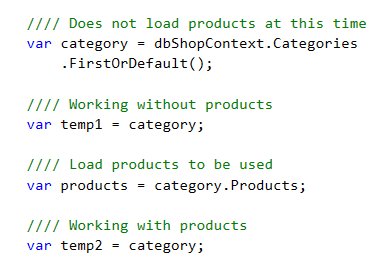 //// Does not load products at this time
var category = dbShopContext.Categories
.FirstOrDefault();
//// Working without products
var temp1 = category;
//// Load products to be used
var products = category.Products;
//// Working with products
var temp2 = category;